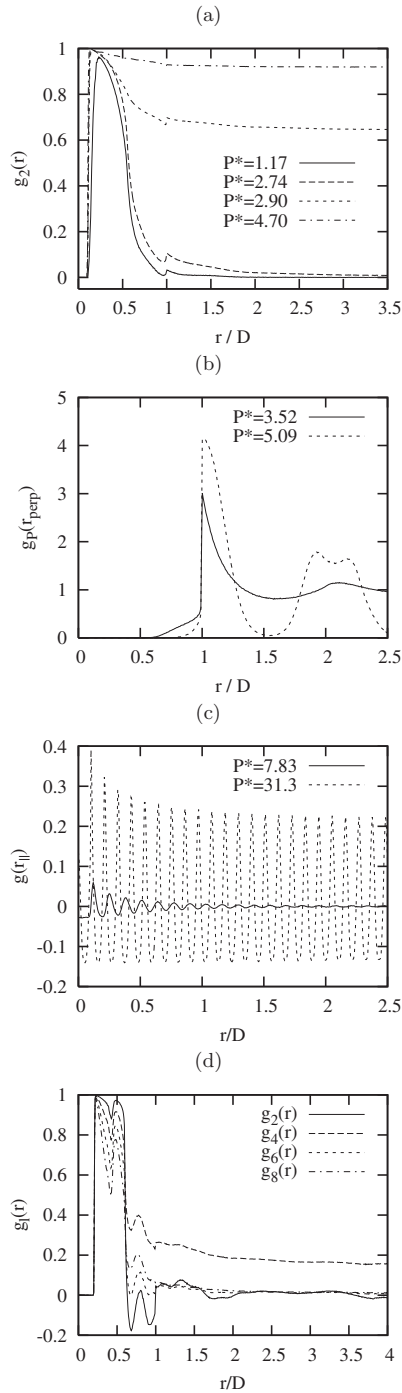 (a)
g2(r)
1
0.8
0.6
0.4
0.2
0
P*=1.17
P*=2.74
P*=2.90
P*=4.70
0 0.5 1 1.5 2 2.5 3 3.5
r / D
(b)
gP(rperp)
5
4
3
2
1
0
P*=3.52
P*=5.09
0 0.5 1 1.5 2 2.5
r / D
(c)
g(r||)
0.4
0.3
0.2
0.1
0
-0.1
-0.2
P*=7.83
P*=31.3
0 0.5 1 1.5 2 2.5
r/D
(d)
gl(r)
1
0.8
0.6
0.4
0.2
0
-0.2
g2(r)
g4(r)
g6(r)
g8(r)
0 0.5 1 1.5 2 2.5 3 3.5 4
r/D